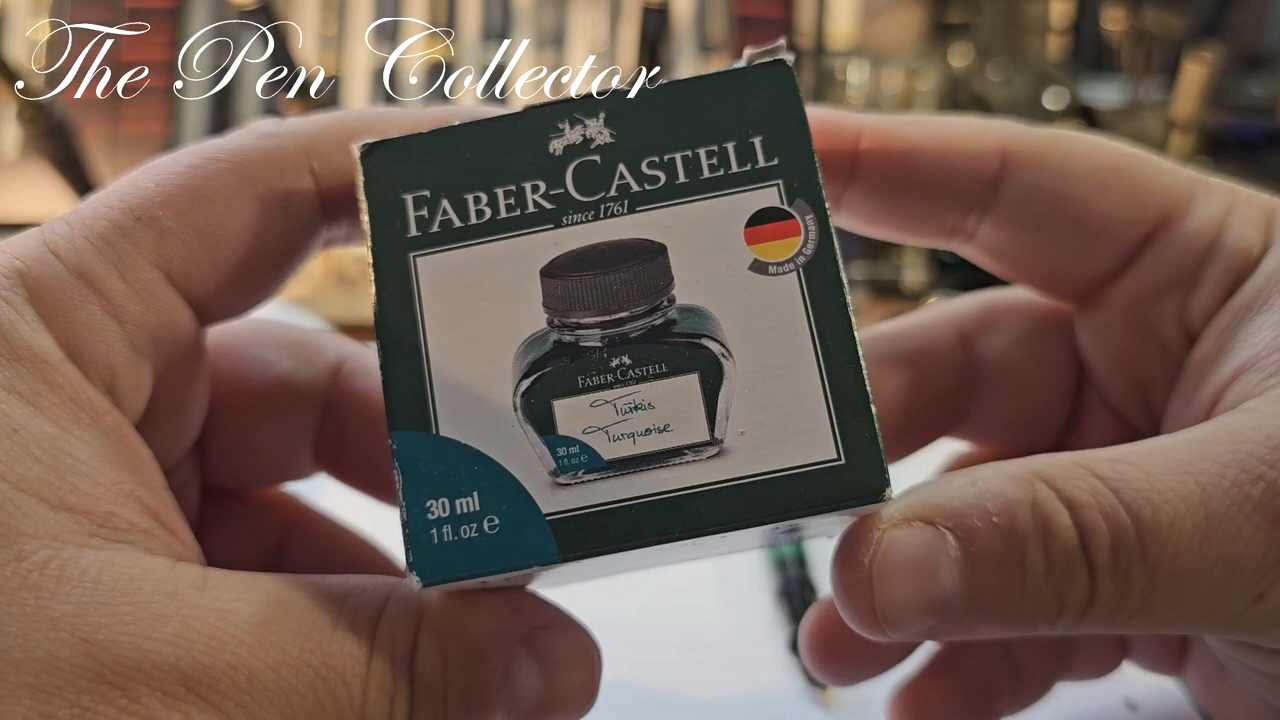 The Pen Collector
FABER-CASTELL
since 1761
Made in Germany
FABER-CASTELL
Türkis
Turquoise
30 ml
1 fl. oz e
30 ml
1 fl. oz ℮